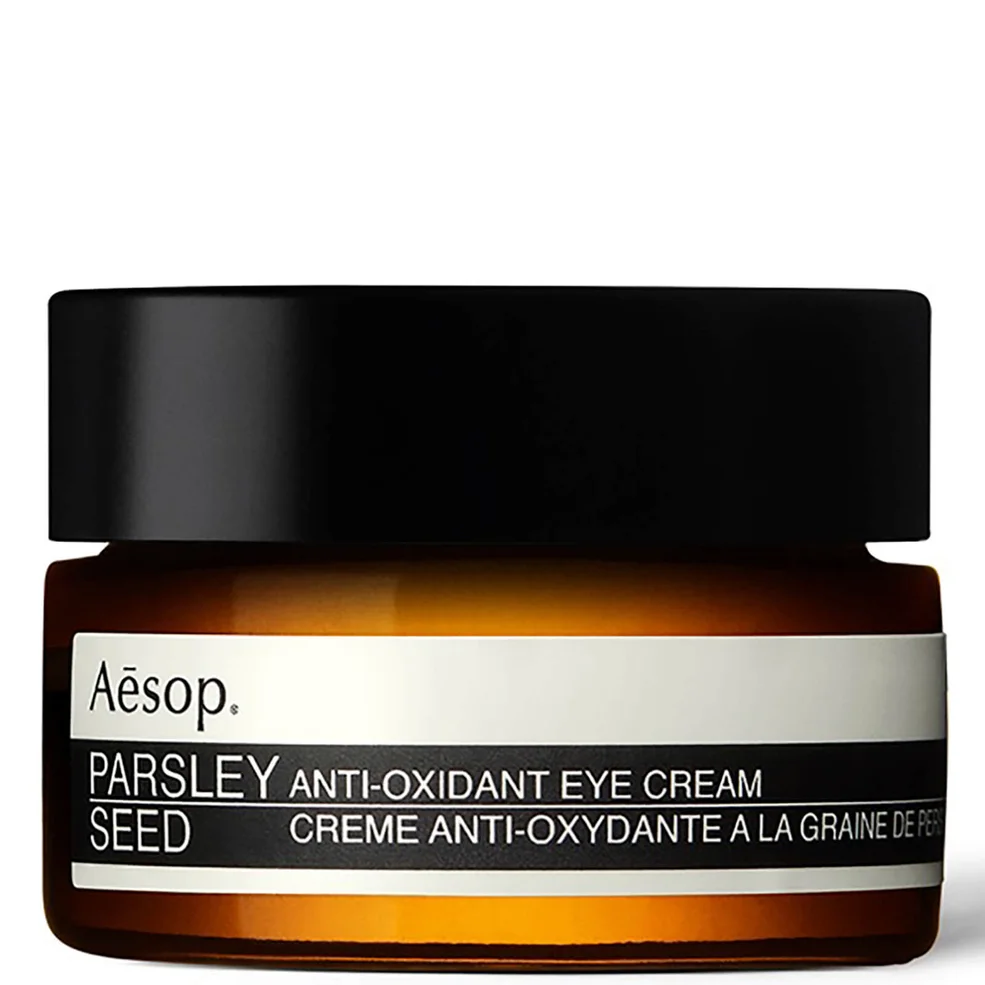 Aēsop.
PARSLEY SEED
ANTI-OXIDANT EYE CREAM
CREME ANTI-OXYDANTE A LA GRAINE DE